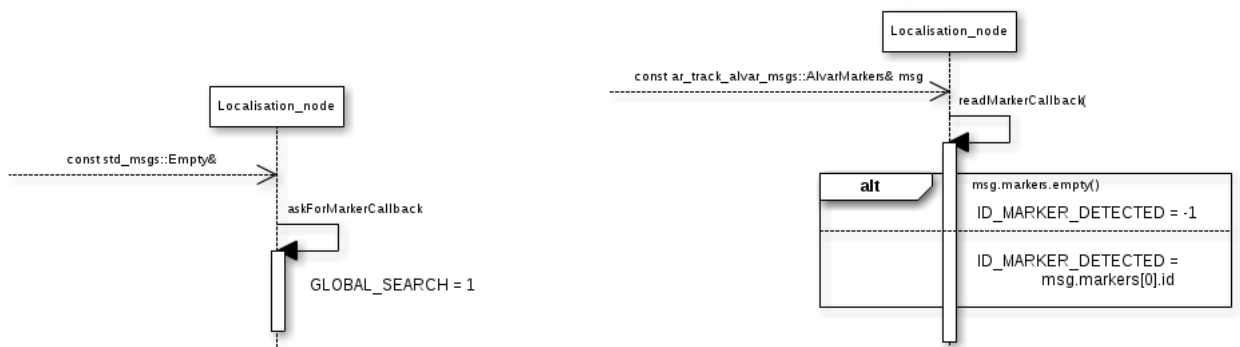 Localisation_node
const std_msgs::Empty&
askForMarkerCallback
GLOBAL_SEARCH = 1
Localisation_node
const ar_track_alvar_msgs::AlvarMarkers& msg
readMarkerCallback(
alt
msg.markers.empty()
ID_MARKER_DETECTED = -1
ID_MARKER_DETECTED =
msg.markers[0].id